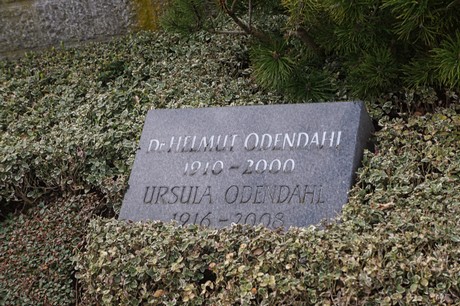 Dr. HELMUT ODENDAHL
1910 - 2000
URSULA ODENDAHL
1916 - 2008